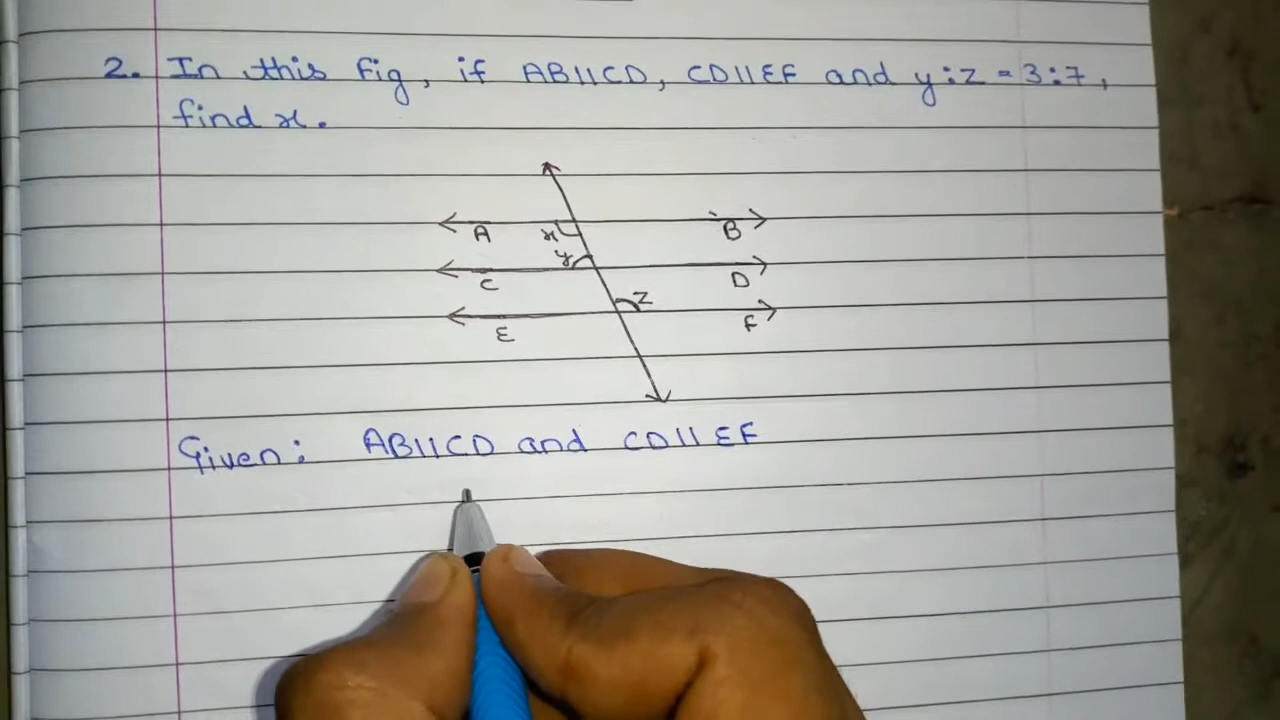 2. In this fig, if AB||CD, CD||EF and y:z = 3:7,
find x.
A B
x
y
C D
z
E F
Given: AB||CD and CD||EF